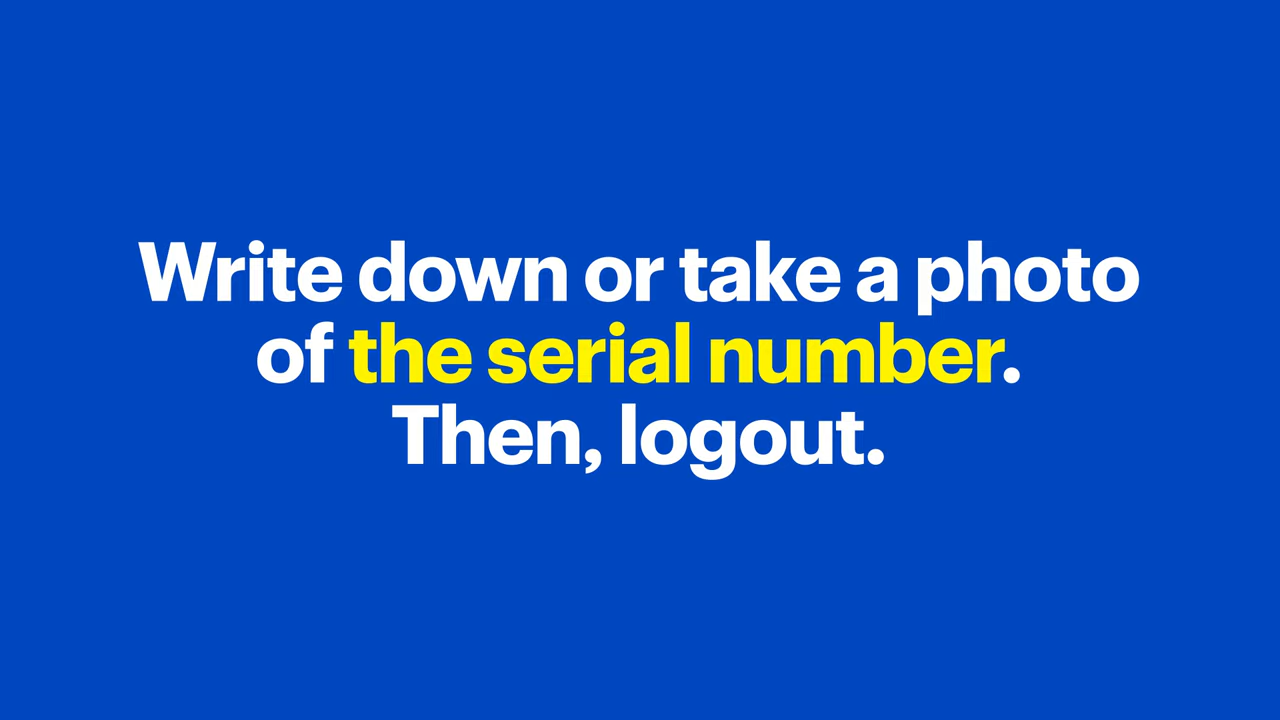 Write down or take a photo
of the serial number.
Then, logout.